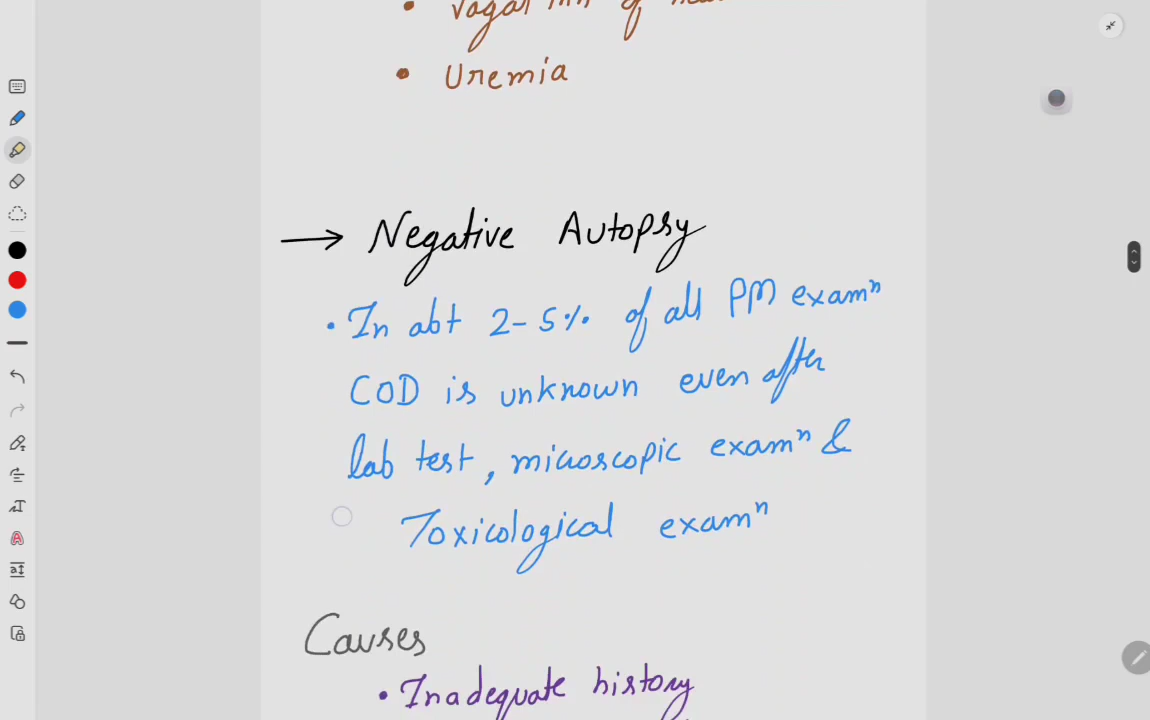 • Uremia
→ Negative Autopsy
• In abt 2-5% of all PM examⁿ
COD is unknown even after
lab test, microscopic examⁿ &
Toxicological examⁿ
Causes
• Inadequate history